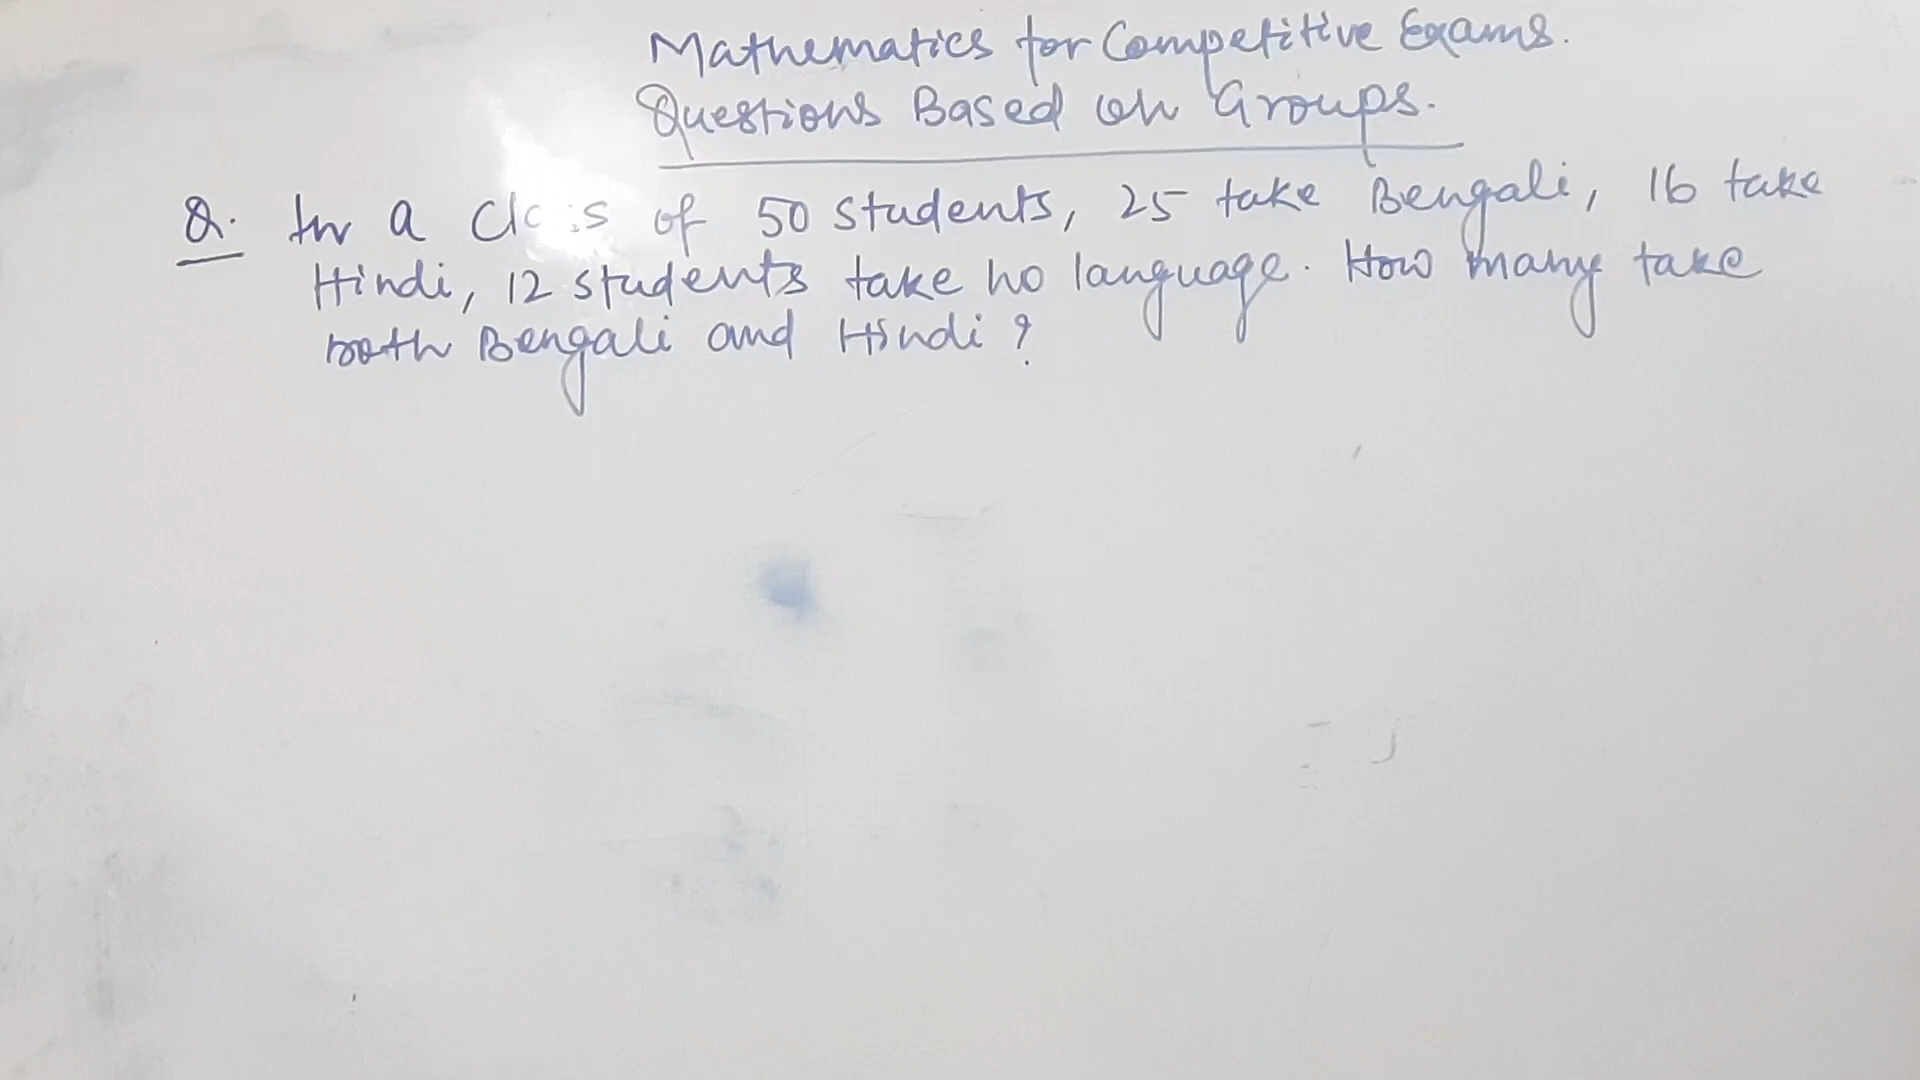 Mathematics for Competitive Exams.
Questions Based on Groups.
Q. In a Class of 50 students, 25 take Bengali, 16 take
Hindi, 12 students take no language. How many take
both Bengali and Hindi?